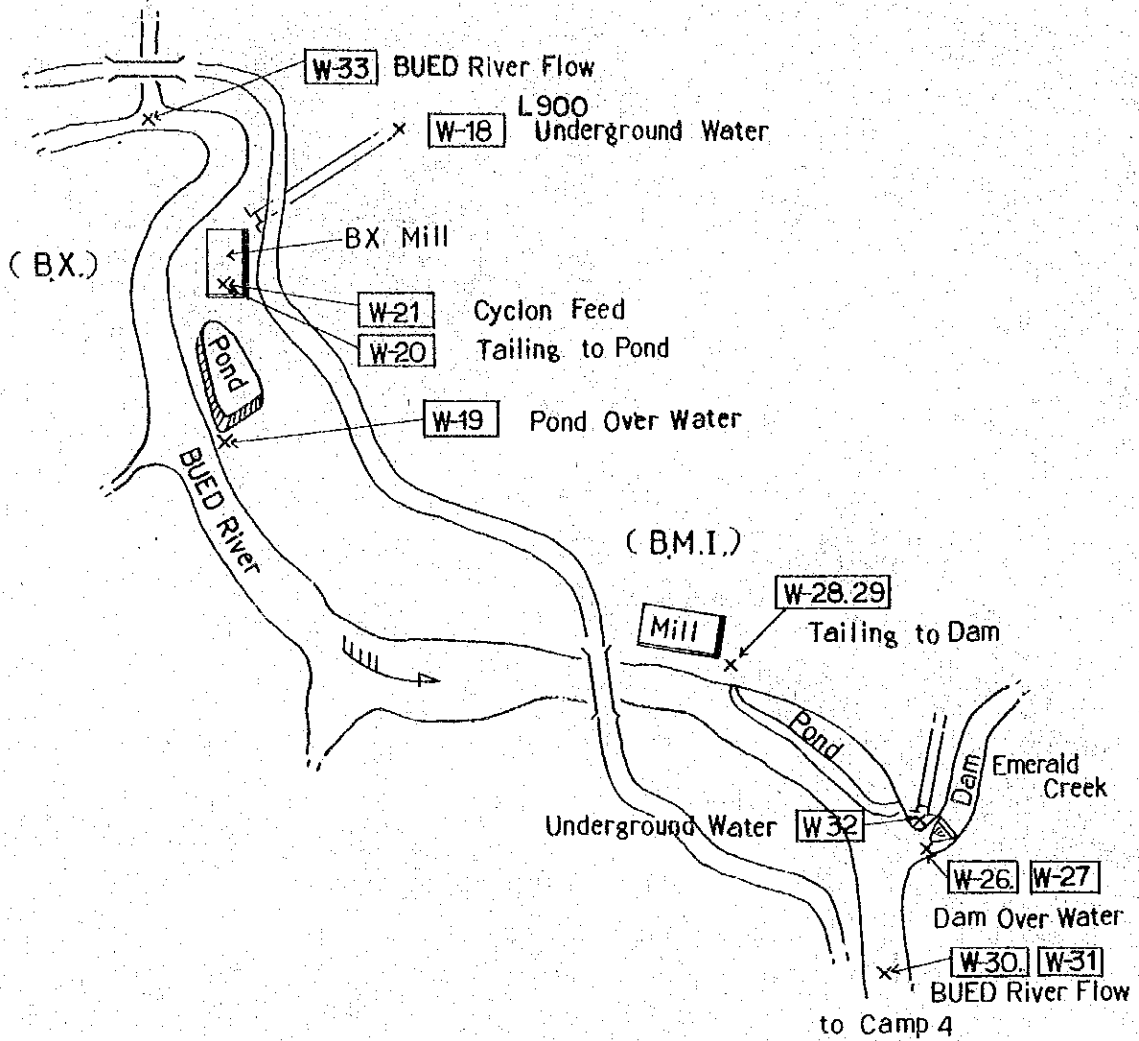 W-33 BUED River Flow
L900
W-18 Underground Water
BX Mill
(B.X.)
W-21 Cyclon Feed
W-20 Tailing to Pond
Pond
W-19 Pond Over Water
BUED River
(B.M.I.)
W-28.29
Mill
Tailing to Dam
Pond
Dam
Emerald
Creek
Underground Water W32
W-26. W-27
Dam Over Water
W-30. W-31
BUED River Flow
to Camp 4